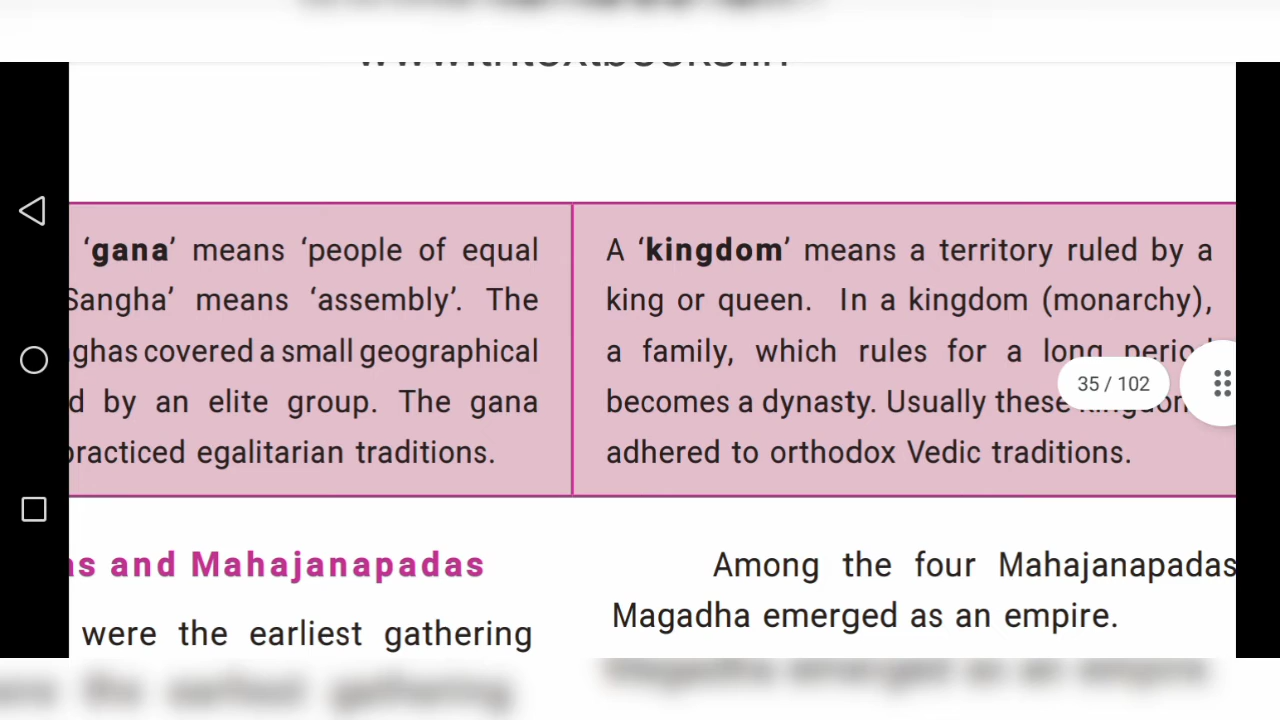 ‘gana’ means ‘people of equal
Sangha’ means ‘assembly’. The
covered a small geographical
by an elite group. The gana
practiced egalitarian traditions.
A ‘kingdom’ means a territory ruled by a
king or queen. In a kingdom (monarchy),
a family, which rules for a long period
becomes a dynasty. Usually these
adhered to orthodox Vedic traditions.
35 / 102
and Mahajanapadas
were the earliest gathering
Among the four Mahajanapadas
Magadha emerged as an empire.